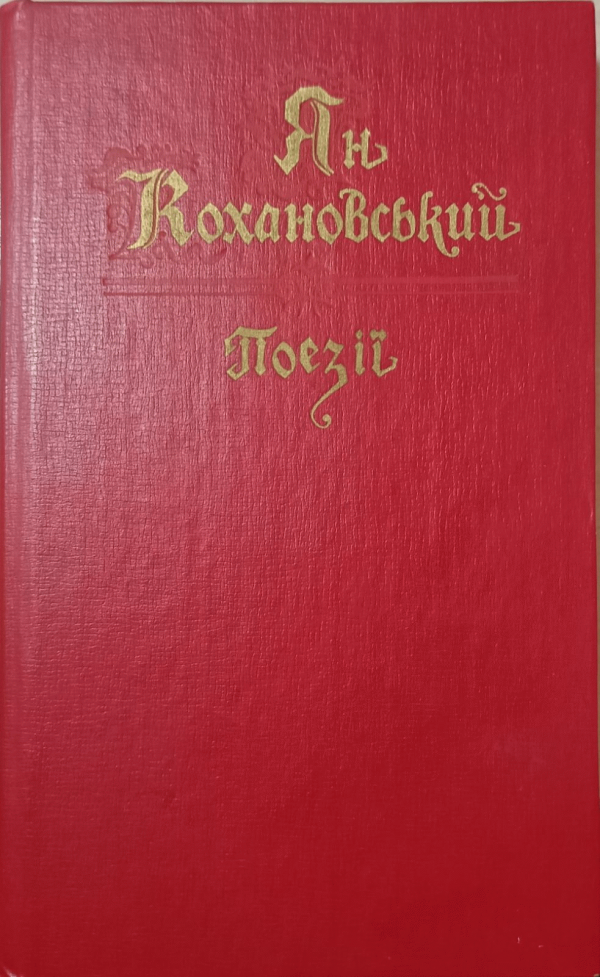 Ян
Кохановський
Поезії